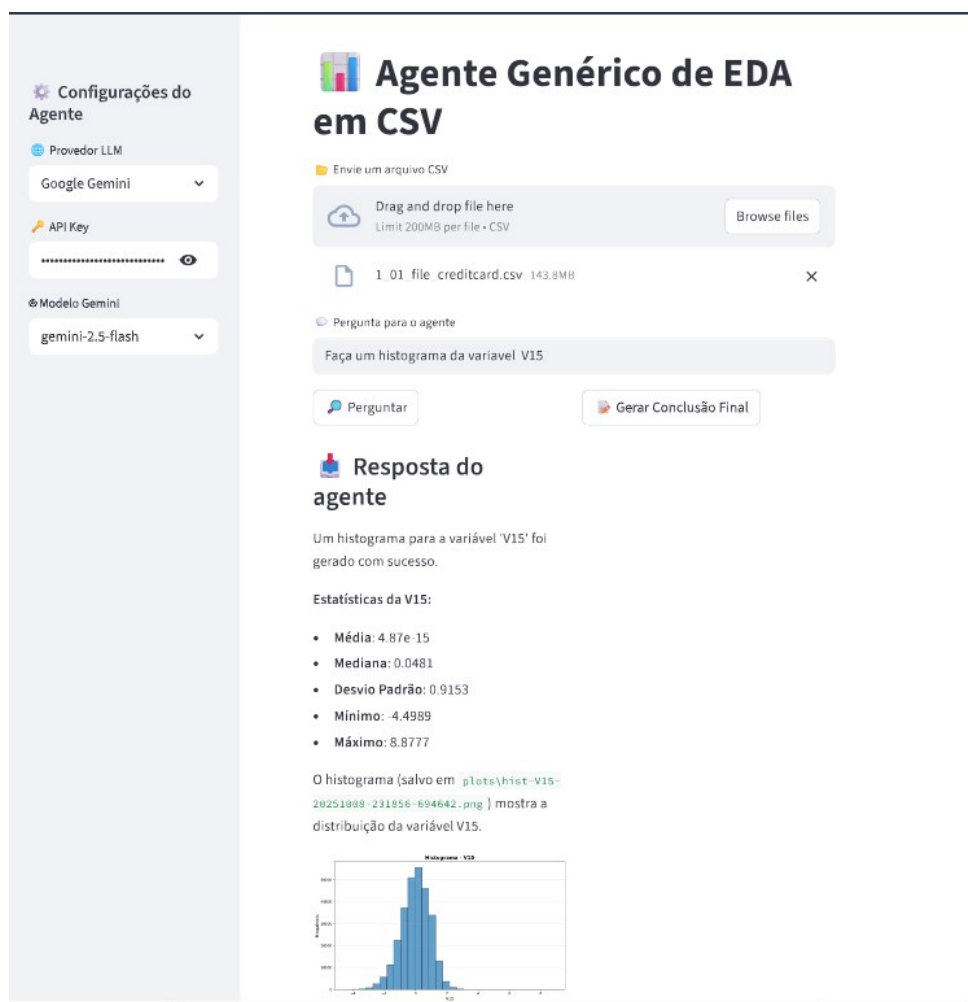 Configurações do
Agente
Provedor LLM
Google Gemini
API Key
Modelo Gemini
gemini-2.5-flash
Agente Genérico de EDA
em CSV
Envie um arquivo CSV
Drag and drop file here
Limit 200MB per file • CSV
Browse files
1_01_file_creditcard.csv 143.8MB
Pergunta para o agente
Faça um histograma da variavel V15
Perguntar
Gerar Conclusão Final
Resposta do
agente
Um histograma para a variável 'V15' foi
gerado com sucesso.
Estatísticas da V15:
• Média: 4.87e-15
• Mediana: 0.0481
• Desvio Padrão: 0.9153
• Mínimo: -4.4989
• Máximo: 8.8777
O histograma (salvo em plots\hist-V15-
20251008-231856-694642.png ) mostra a
distribuição da variável V15.
Histograma - V15
Frequência
V15